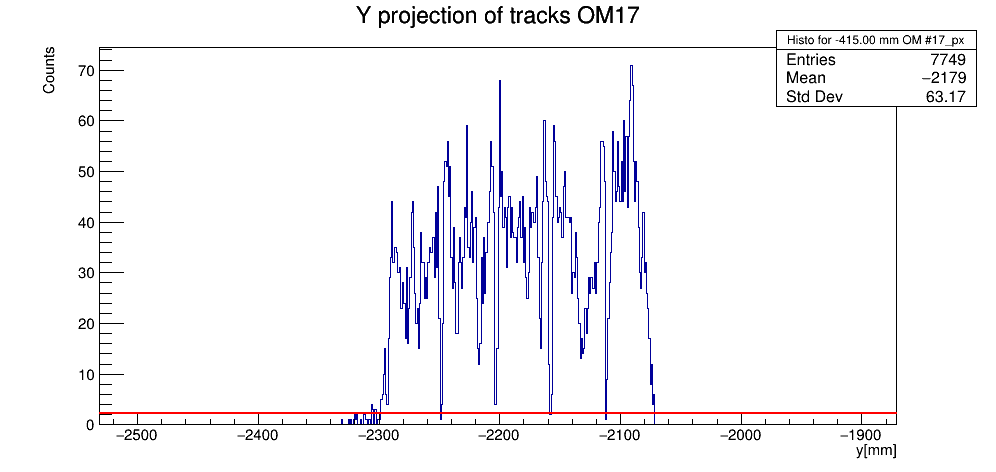 Y projection of tracks OM17
Histo for -415.00 mm OM #17_px
Entries 7749
Mean −2179
Std Dev 63.17
Counts
70
60
50
40
30
20
10
0
−2500 −2400 −2300 −2200 −2100 −2000 −1900
y[mm]